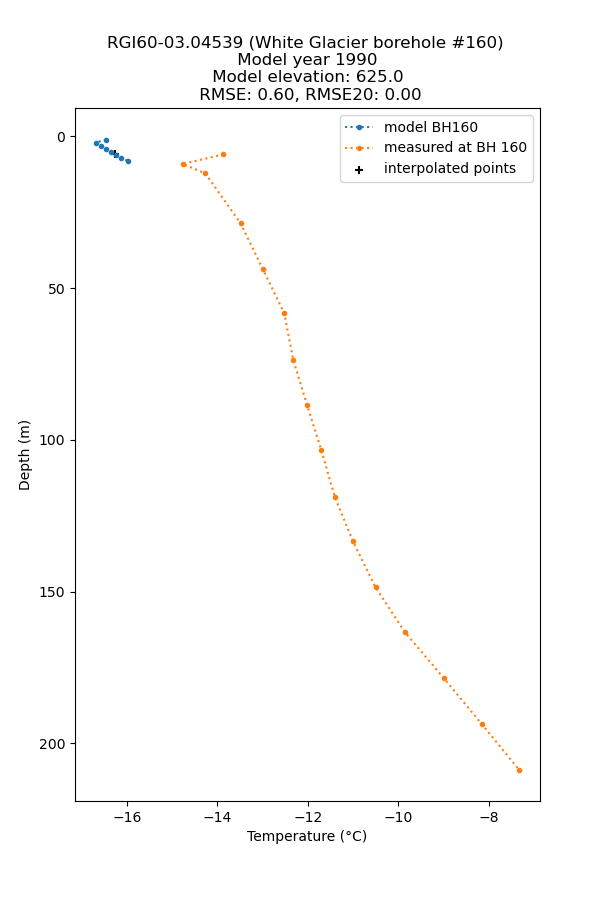 RGI60-03.04539 (White Glacier borehole #160)
Model year 1990
Model elevation: 625.0
RMSE: 0.60, RMSE20: 0.00
model BH160
measured at BH 160
interpolated points
0
50
100
150
200
Depth (m)
−16
−14
−12
−10
−8
Temperature (°C)